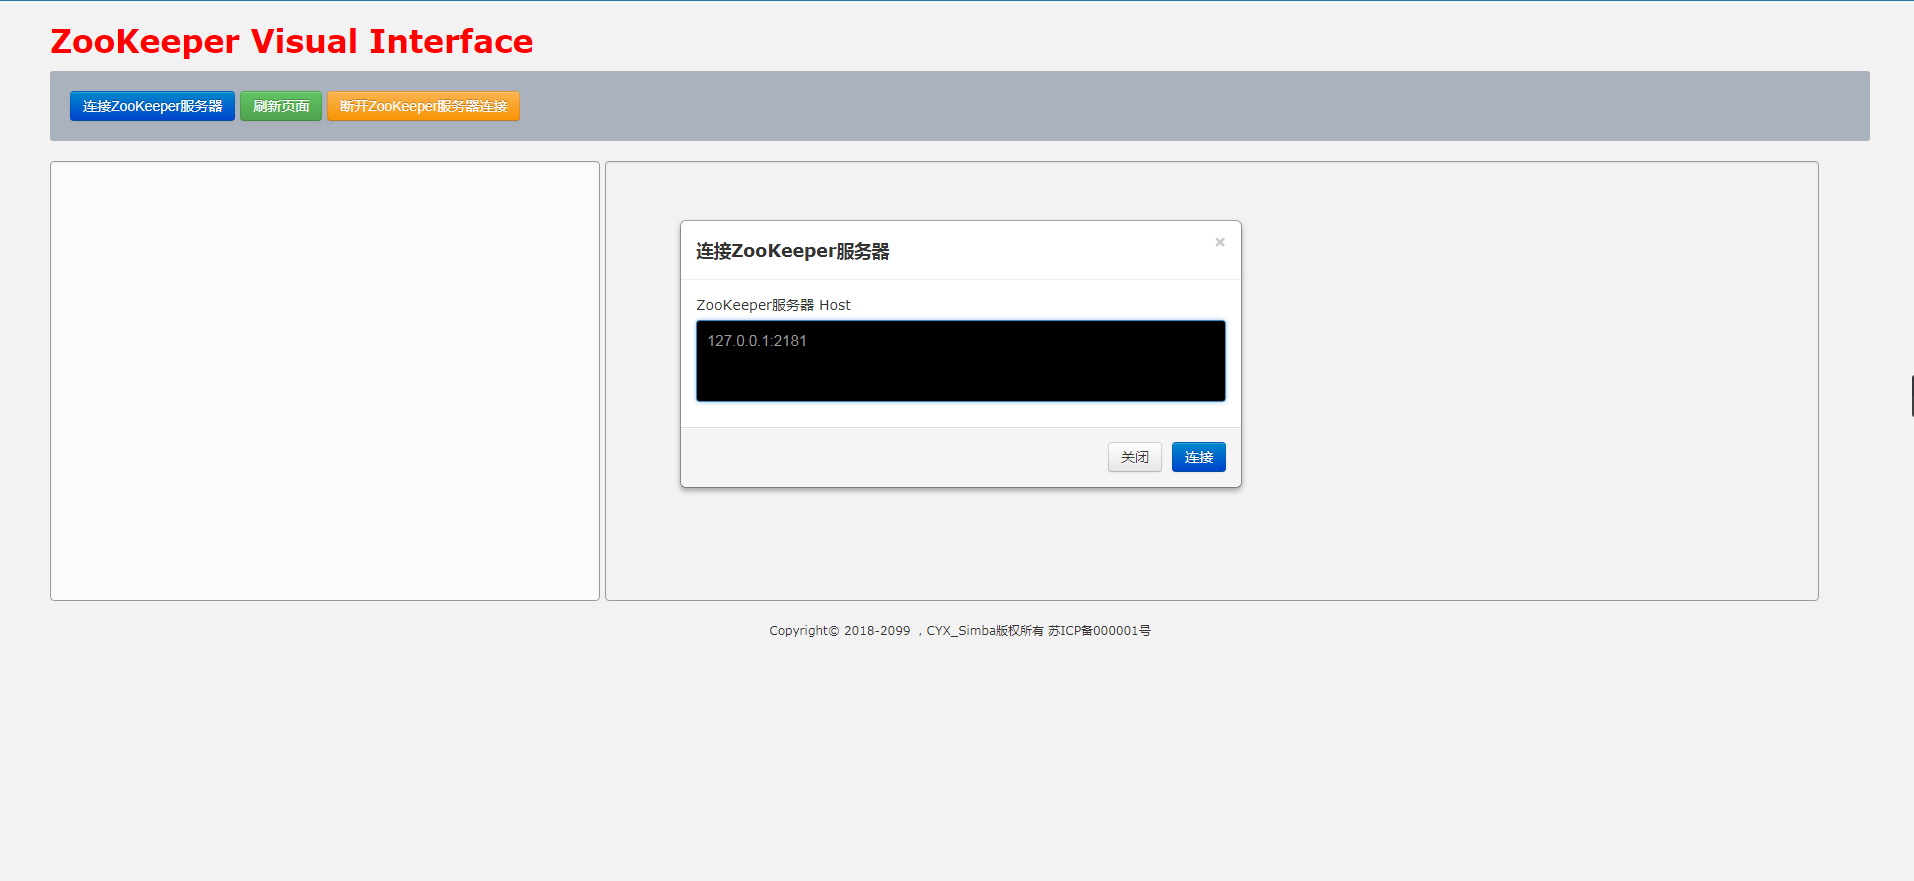 ZooKeeper Visual Interface
连接ZooKeeper服务器 刷新页面 断开ZooKeeper服务器连接
连接ZooKeeper服务器 ×
ZooKeeper服务器 Host
127.0.0.1:2181
关闭 连接
Copyright© 2018-2099 ，CYX_Simba版权所有 苏ICP备000001号